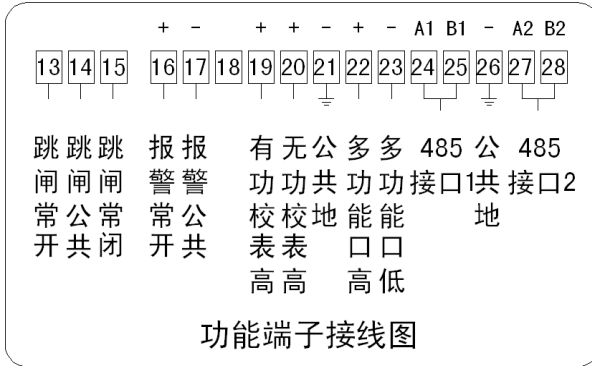 + - + + - + - A1 B1 - A2 B2
13 14 15 16 17 18 19 20 21 22 23 24 25 26 27 28
跳闸常开
跳闸公共
跳闸常闭
报警常开
报警公共
有功校表高
无功校表高
公共地
多功能口高
多功能口低
485
接口1
公共地
485
接口2
功能端子接线图